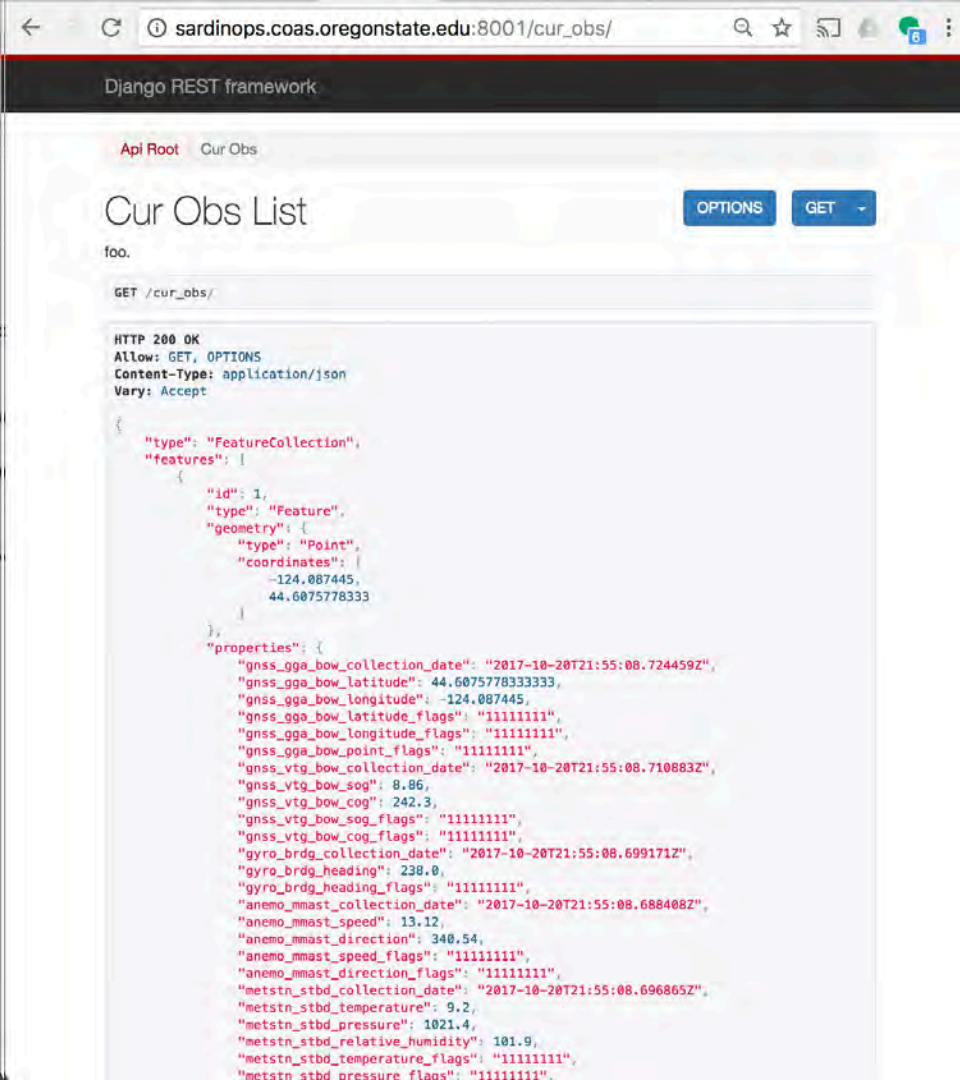 sardinops.coas.oregonstate.edu:8001/cur_obs/
6
Django REST framework
Api Root Cur Obs
Cur Obs List
OPTIONS GET
foo.
GET /cur_obs/
HTTP 200 OK
Allow: GET, OPTIONS
Content-Type: application/json
Vary: Accept
{
"type": "FeatureCollection",
"features": [
{
"id": 1,
"type": "Feature",
"geometry": {
"type": "Point",
"coordinates": [
-124.087445,
44.6075778333
]
},
"properties": {
"gnss_gga_bow_collection_date": "2017-10-20T21:55:08.724459Z",
"gnss_gga_bow_latitude": 44.6075778333333,
"gnss_gga_bow_longitude": -124.087445,
"gnss_gga_bow_latitude_flags": "11111111",
"gnss_gga_bow_longitude_flags": "11111111",
"gnss_gga_bow_point_flags": "11111111",
"gnss_vtg_bow_collection_date": "2017-10-20T21:55:08.710883Z",
"gnss_vtg_bow_sog": 8.86,
"gnss_vtg_bow_cog": 242.3,
"gnss_vtg_bow_sog_flags": "11111111",
"gnss_vtg_bow_cog_flags": "11111111",
"gyro_brdg_collection_date": "2017-10-20T21:55:08.699171Z",
"gyro_brdg_heading": 238.0,
"gyro_brdg_heading_flags": "11111111",
"anemo_mmast_collection_date": "2017-10-20T21:55:08.688408Z",
"anemo_mmast_speed": 13.12,
"anemo_mmast_direction": 340.54,
"anemo_mmast_speed_flags": "11111111",
"anemo_mmast_direction_flags": "11111111",
"metstn_stbd_collection_date": "2017-10-20T21:55:08.696865Z",
"metstn_stbd_temperature": 9.2,
"metstn_stbd_pressure": 1021.4,
"metstn_stbd_relative_humidity": 101.9,
"metstn_stbd_temperature_flags": "11111111",
"metstn_stbd_pressure_flags": "11111111",